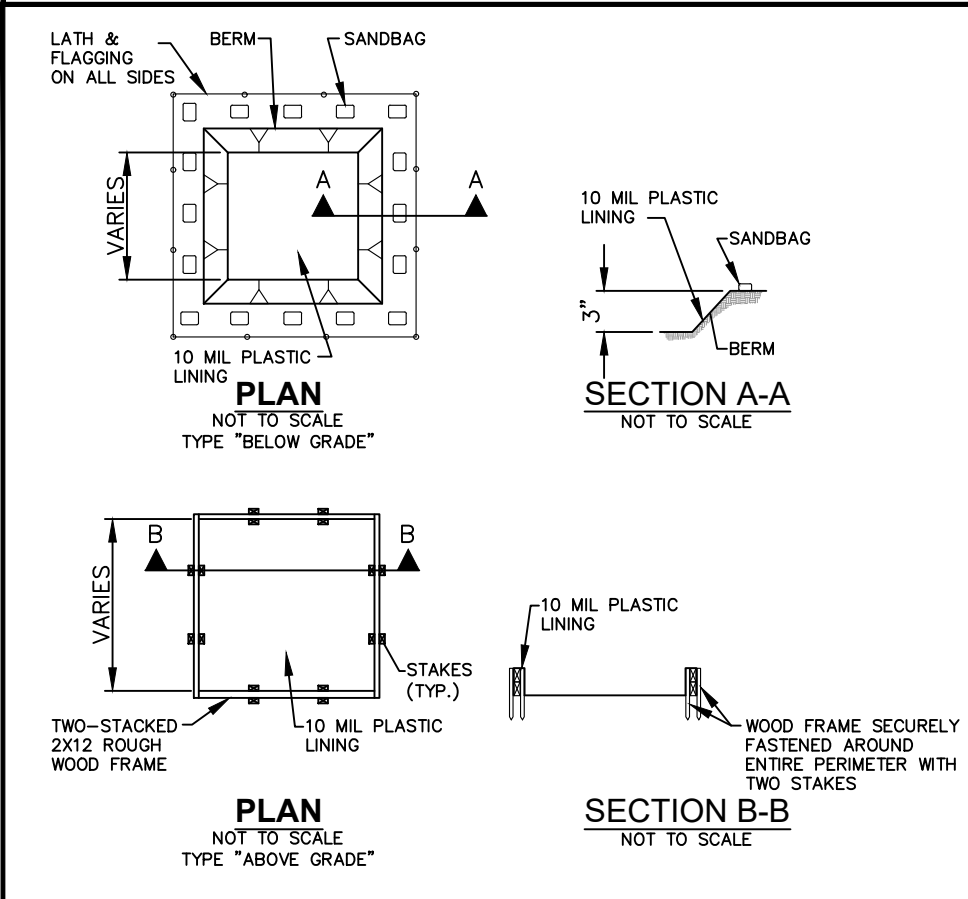 LATH &
FLAGGING
ON ALL SIDES
BERM
SANDBAG
VARIES
A
A
10 MIL PLASTIC
LINING
PLAN
NOT TO SCALE
TYPE "BELOW GRADE"
10 MIL PLASTIC
LINING
SANDBAG
3"
BERM
SECTION A-A
NOT TO SCALE
B
B
VARIES
STAKES
(TYP.)
TWO-STACKED
2X12 ROUGH
WOOD FRAME
10 MIL PLASTIC
LINING
PLAN
NOT TO SCALE
TYPE "ABOVE GRADE"
10 MIL PLASTIC
LINING
WOOD FRAME SECURELY
FASTENED AROUND
ENTIRE PERIMETER WITH
TWO STAKES
SECTION B-B
NOT TO SCALE